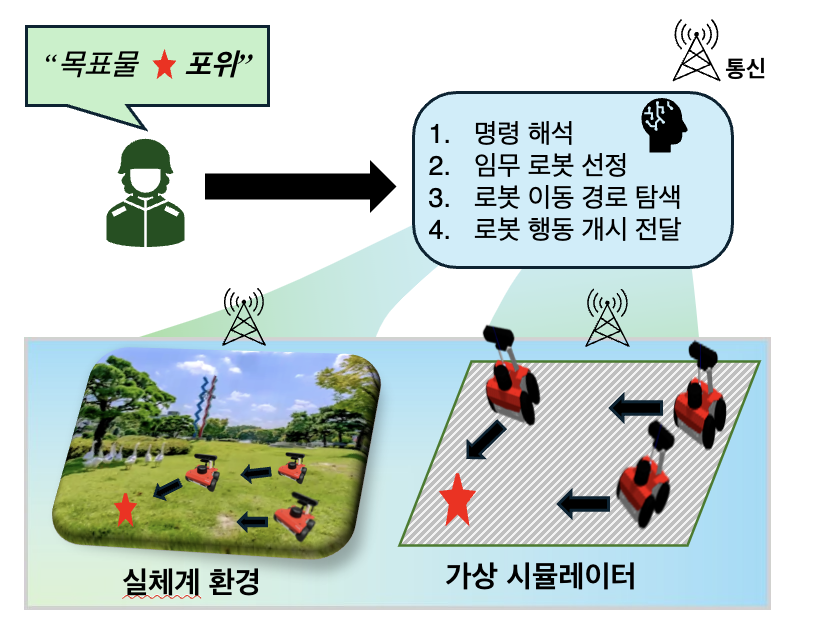 “목표물 ★ 포위”
통신
1. 명령 해석
2. 임무 로봇 선정
3. 로봇 이동 경로 탐색
4. 로봇 행동 개시 전달
실체계 환경
가상 시뮬레이터